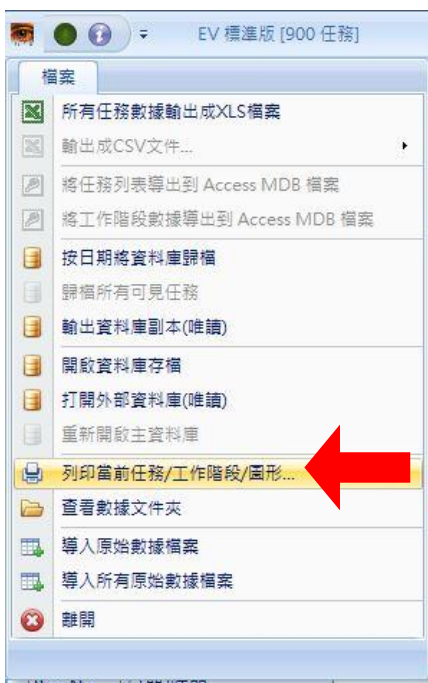 EV 標準版 [900 任務]
檔案
所有任務數據輸出成XLS檔案
輸出成CSV文件...
將任務列表導出到 Access MDB 檔案
將工作階段數據導出到 Access MDB 檔案
按日期將資料庫歸檔
歸檔所有可見任務
輸出資料庫副本(唯讀)
開啟資料庫存檔
打開外部資料庫(唯讀)
重新開啟主資料庫
列印當前任務/工作階段/圖形...
查看數據文件夾
導入原始數據檔案
導入所有原始數據檔案
離開